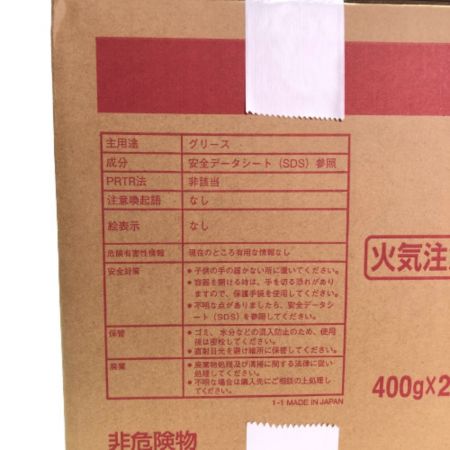 主用途 グリース
成分 安全データシート（SDS）参照
PRTR法 非該当
注意喚起語 なし
絵表示 なし
危険有害性情報 現在のところ有用な情報なし
安全対策 ●子供の手の届かない所に置いてください。
●容器を開ける時は、手を切る恐れがあり
ますので、保護手袋を使用してください。
●不明な点がありましたら、安全データシ
ート（SDS）を参照してください。
保管 ●ゴミ、水分などの混入防止のため、使用
後は密栓してください。
●直射日光を避け暗所に保管してください。
廃棄 ●廃棄物処理及び清掃に関する法律に従い
処理してください。
●不明な場合は購入先にご相談の上処理し
てください。
1-1 MADE IN JAPAN
火気注
400g×2
非危険物